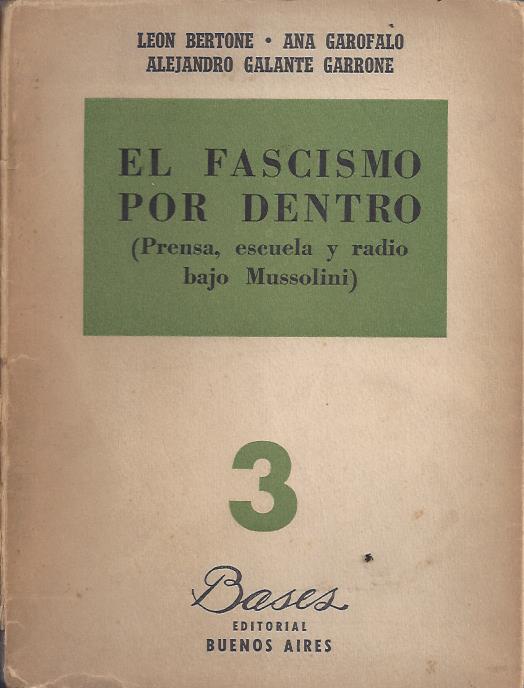 LEON BERTONE • ANA GAROFALO
ALEJANDRO GALANTE GARRONE
EL FASCISMO
POR DENTRO
(Prensa, escuela y radio
bajo Mussolini)
3
Bases
EDITORIAL
BUENOS AIRES